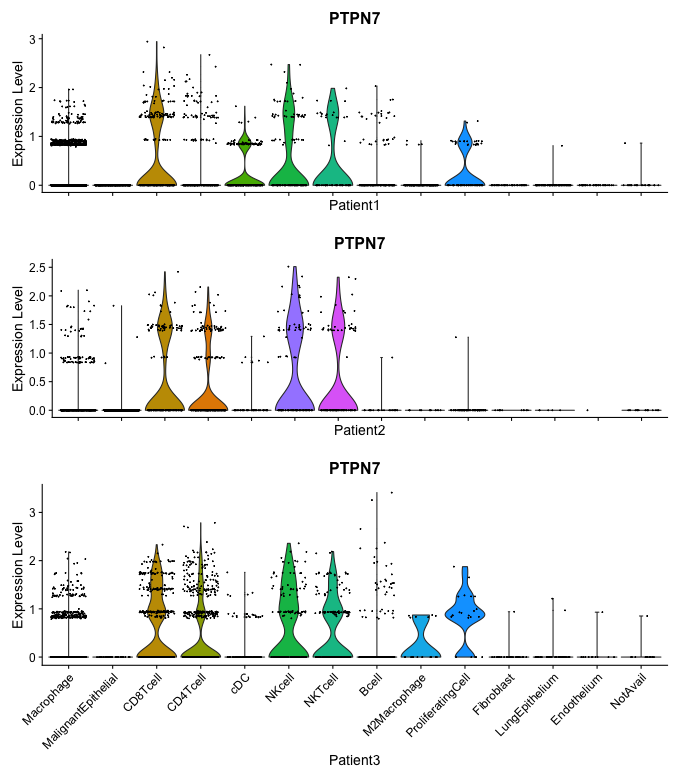 PTPN7
Expression Level
3
2
1
0
Patient1
PTPN7
Expression Level
2.5
2.0
1.5
1.0
0.5
0.0
Patient2
PTPN7
Expression Level
3
2
1
0
Macrophage
MalignantEpithelial
CD8Tcell
CD4Tcell
cDC
NKcell
NKTcell
Bcell
M2Macrophage
ProliferatingCell
Fibroblast
LungEpithelium
Endothelium
NotAvail
Patient3